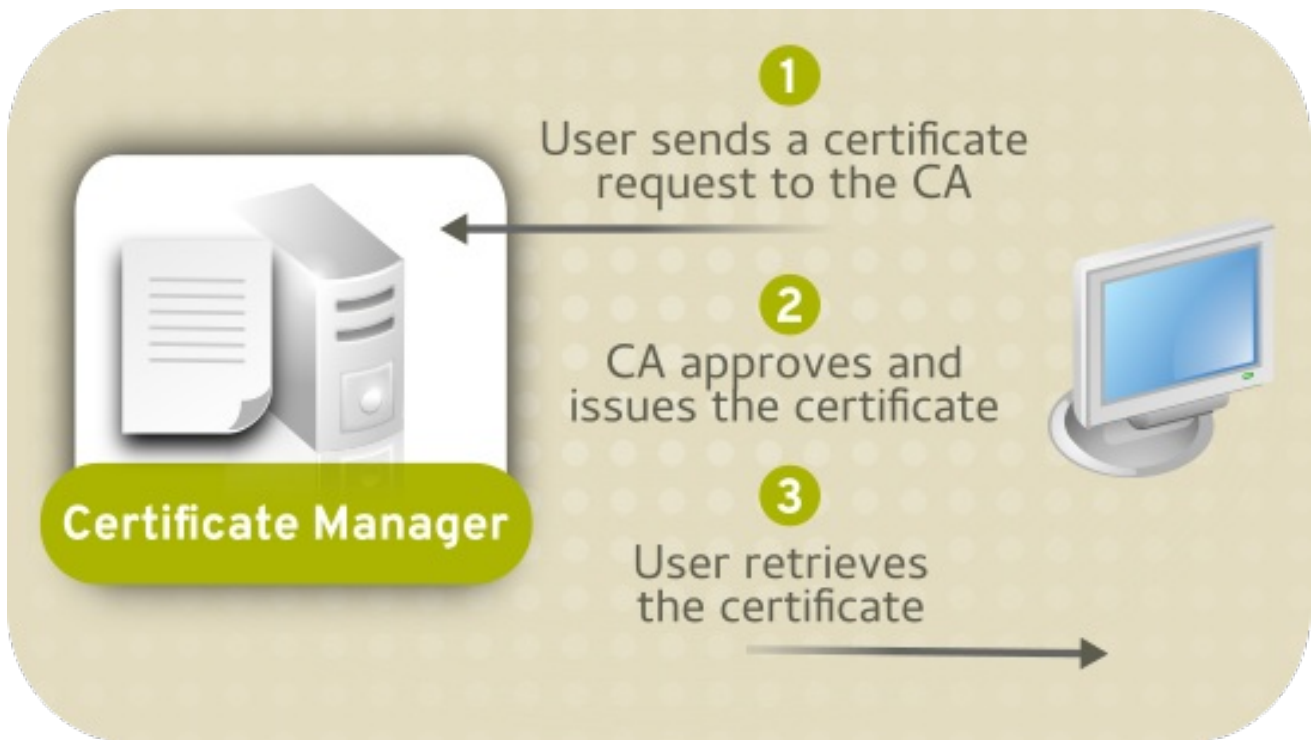 1
User sends a certificate
request to the CA
2
CA approves and
issues the certificate
Certificate Manager
3
User retrieves
the certificate